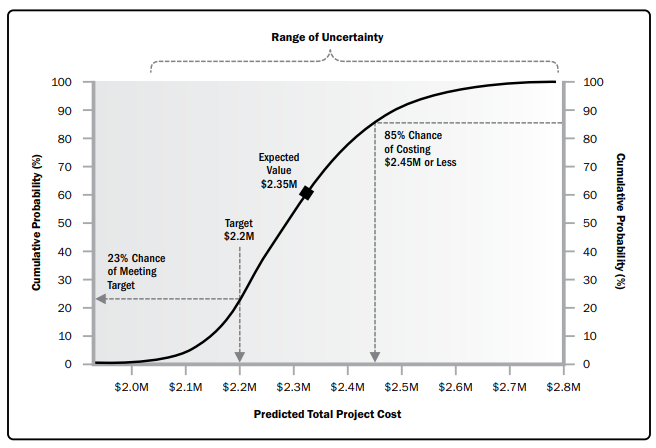 Range of Uncertainty
Cumulative Probability (%)
100
90
80
70
60
50
40
30
20
10
0
Expected
Value
$2.35M
Target
$2.2M
23% Chance
of Meeting
Target
85% Chance
of Costing
$2.45M or Less
100
90
80
70
60
50
40
30
20
10
0
Cumulative Probability (%)
$2.0M $2.1M $2.2M $2.3M $2.4M $2.5M $2.6M $2.7M $2.8M
Predicted Total Project Cost